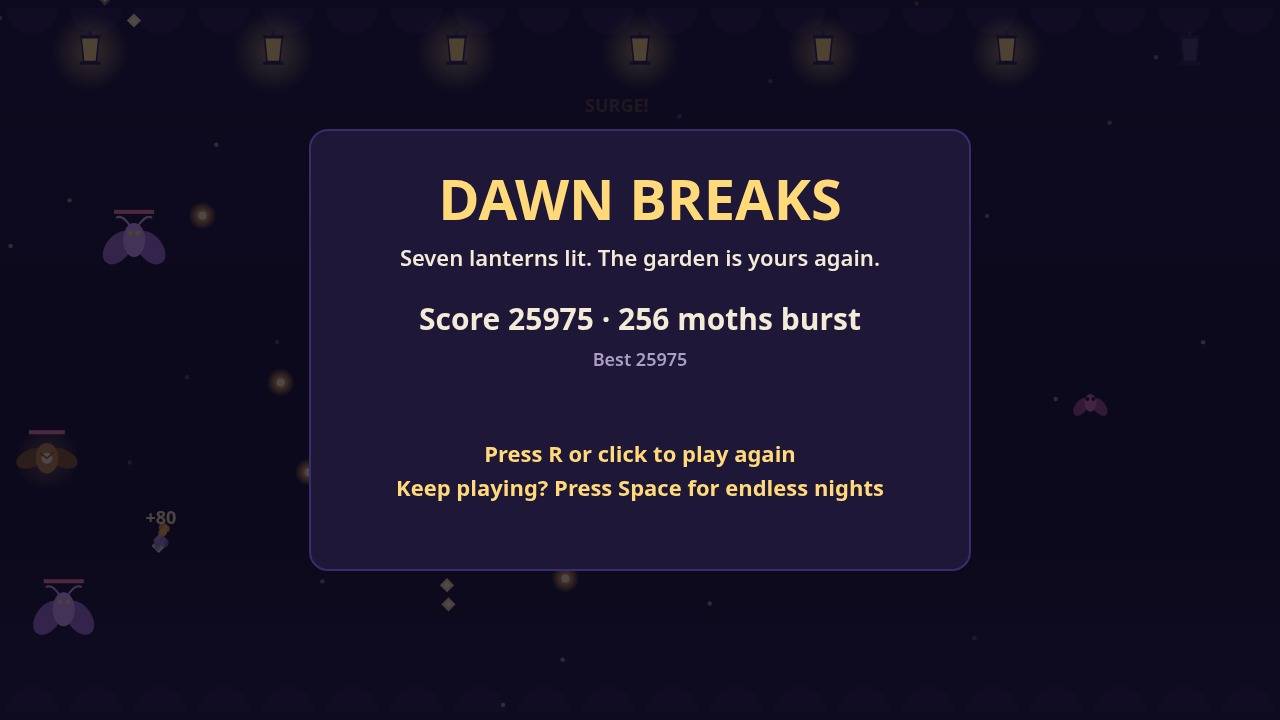 SURGE!
DAWN BREAKS
Seven lanterns lit. The garden is yours again.
Score 25975 · 256 moths burst
Best 25975
Press R or click to play again
Keep playing? Press Space for endless nights
+80